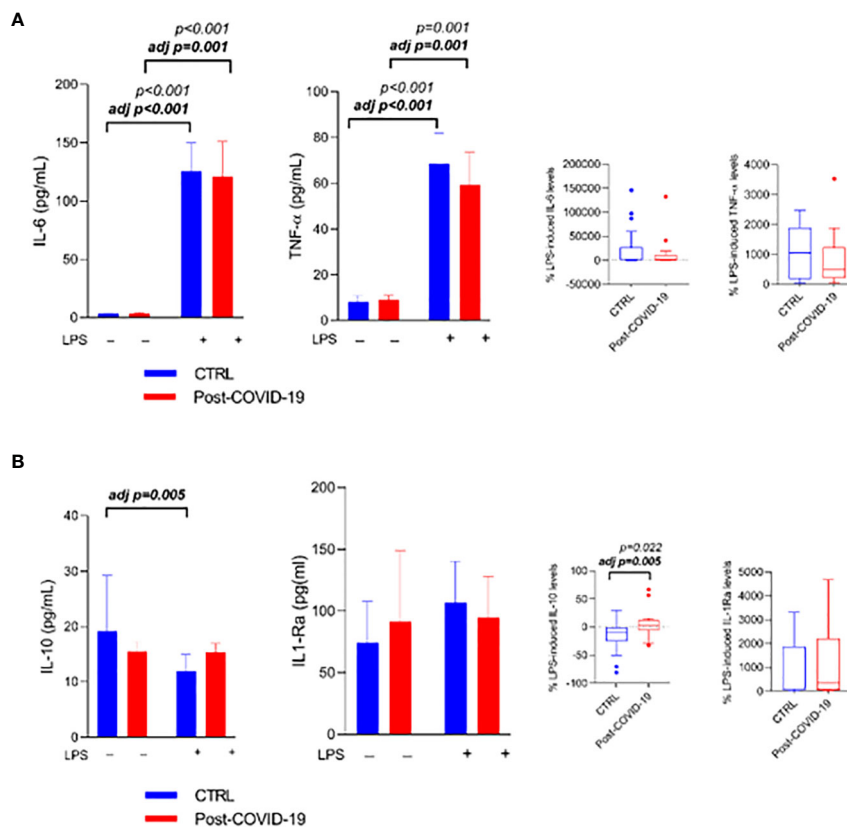 A
p<0.001
adj p=0.001
p<0.001
adj p<0.001
IL-6 (pg/mL)
200
150
100
50
0
LPS
– – + +
p=0.001
adj p=0.001
p<0.001
adj p<0.001
TNF-α (pg/mL)
100
80
60
40
20
0
– – + +
% LPS-induced IL-6 levels
200000
150000
100000
50000
0
-50000
CTRL
Post-COVID-19
% LPS-induced TNF-α levels
4000
3000
2000
1000
0
CTRL
Post-COVID-19
CTRL
Post-COVID-19
B
adj p=0.005
IL-10 (pg/mL)
40
30
20
10
0
LPS
– – + +
IL1-Ra (pg(ml)
200
150
100
50
0
LPS
– – + +
p=0.022
adj p=0.005
% LPS-induced IL-10 levels
100
50
0
-50
-100
CTRL
Post-COVID-19
% LPS-induced IL-1Ra levels
5000
4000
3000
2000
1000
0
CTRL
Post-COVID-19
CTRL
Post-COVID-19